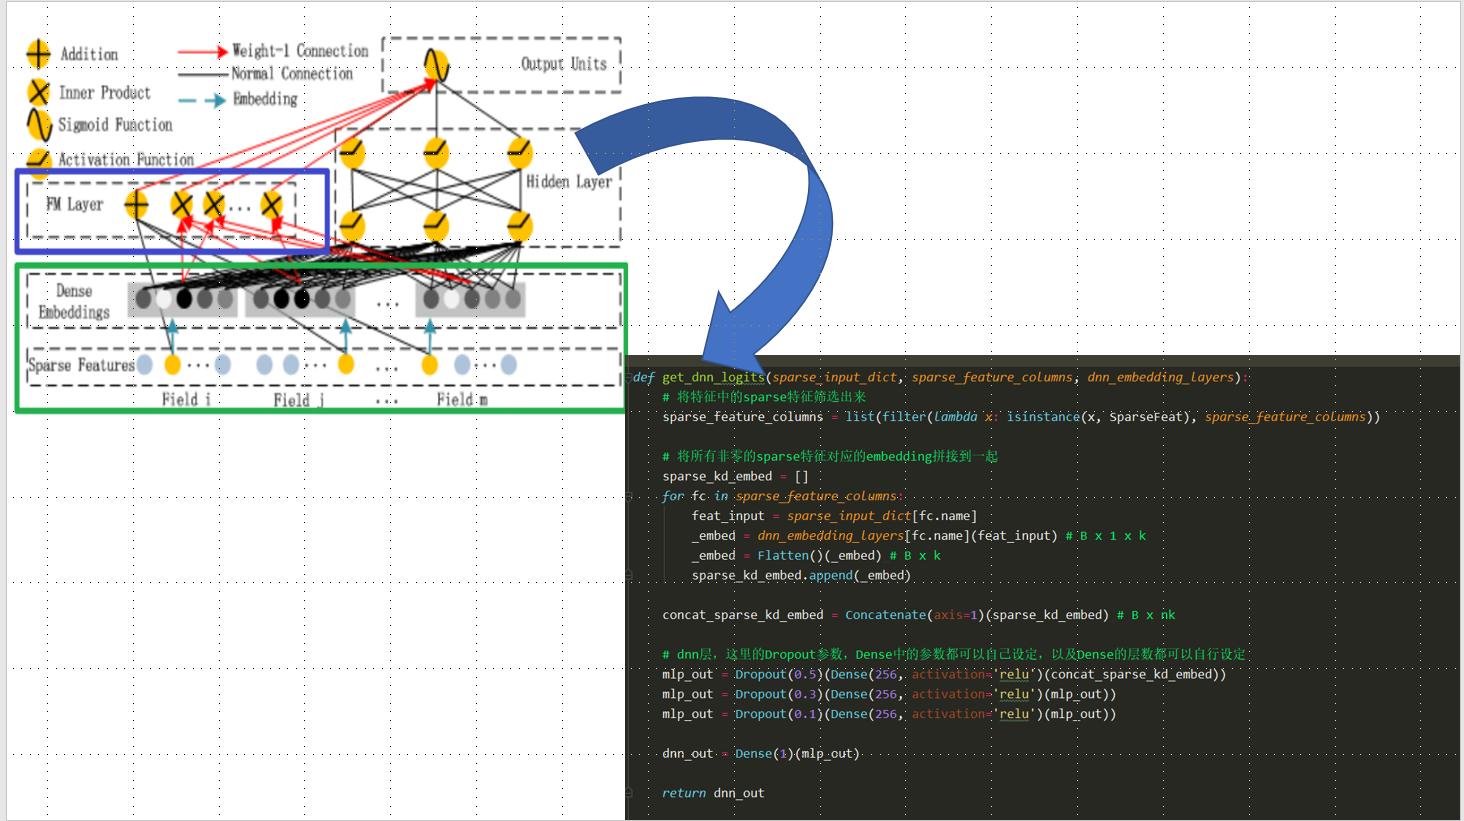 Addition
Weight-1 Connection
Normal Connection
Inner Product
Embedding
Sigmoid Function
Activation Function
Output Units
FM Layer
...
Hidden Layer
Dense
Embeddings
...
Sparse Features
...
...
...
...
Field i
Field j
...
Field m
def get_dnn_logits(sparse_input_dict, sparse_feature_columns, dnn_embedding_layers):
# 将特征中的sparse特征筛选出来
sparse_feature_columns = list(filter(lambda x: isinstance(x, SparseFeat), sparse_feature_columns))
# 将所有非零的sparse特征对应的embedding拼接到一起
sparse_kd_embed = []
for fc in sparse_feature_columns:
feat_input = sparse_input_dict[fc.name]
_embed = dnn_embedding_layers[fc.name](feat_input) # B x 1 x k
_embed = Flatten()(_embed) # B x k
sparse_kd_embed.append(_embed)
concat_sparse_kd_embed = Concatenate(axis=1)(sparse_kd_embed) # B x nk
# dnn层，这里的Dropout参数，Dense中的参数都可以自己设定，以及Dense的层数都可以自行设定
mlp_out = Dropout(0.5)(Dense(256, activation='relu')(concat_sparse_kd_embed))
mlp_out = Dropout(0.3)(Dense(256, activation='relu')(mlp_out))
mlp_out = Dropout(0.1)(Dense(256, activation='relu')(mlp_out))
dnn_out = Dense(1)(mlp_out)
return dnn_out